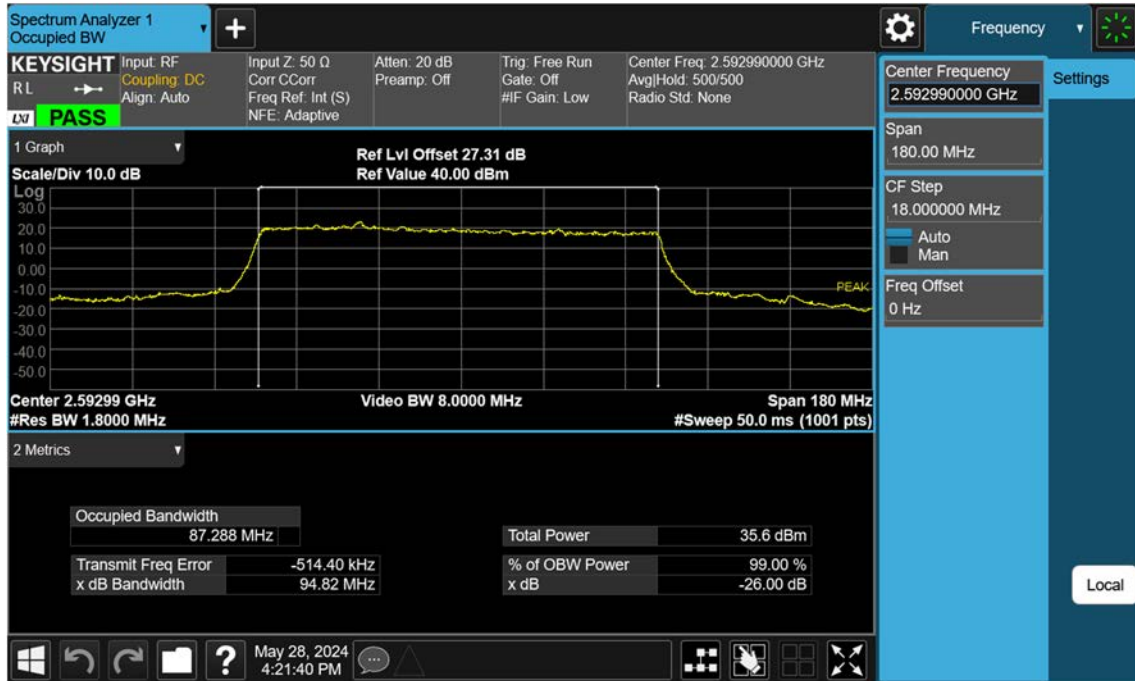 Spectrum Analyzer 1
Occupied BW
Frequency
KEYSIGHT
R L
LXI
PASS
Input: RF
Coupling: DC
Align: Auto
Input Z: 50 Ω
Corr CCorr
Freq Ref: Int (S)
NFE: Adaptive
Atten: 20 dB
Preamp: Off
Trig: Free Run
Gate: Off
#IF Gain: Low
Center Freq: 2.592990000 GHz
Avg|Hold: 500/500
Radio Std: None
Center Frequency
2.592990000 GHz
Settings
Span
180.00 MHz
CF Step
18.000000 MHz
Auto
Man
Freq Offset
0 Hz
Local
1 Graph
Scale/Div 10.0 dB
Ref Lvl Offset 27.31 dB
Ref Value 40.00 dBm
Log
30.0
20.0
10.0
0.00
-10.0
-20.0
-30.0
-40.0
-50.0
PEAK
Center 2.59299 GHz
#Res BW 1.8000 MHz
Video BW 8.0000 MHz
Span 180 MHz
#Sweep 50.0 ms (1001 pts)
2 Metrics
Occupied Bandwidth
87.288 MHz
Total Power 35.6 dBm
Transmit Freq Error -514.40 kHz
% of OBW Power 99.00 %
x dB Bandwidth 94.82 MHz
x dB -26.00 dB
?
May 28, 2024
4:21:40 PM